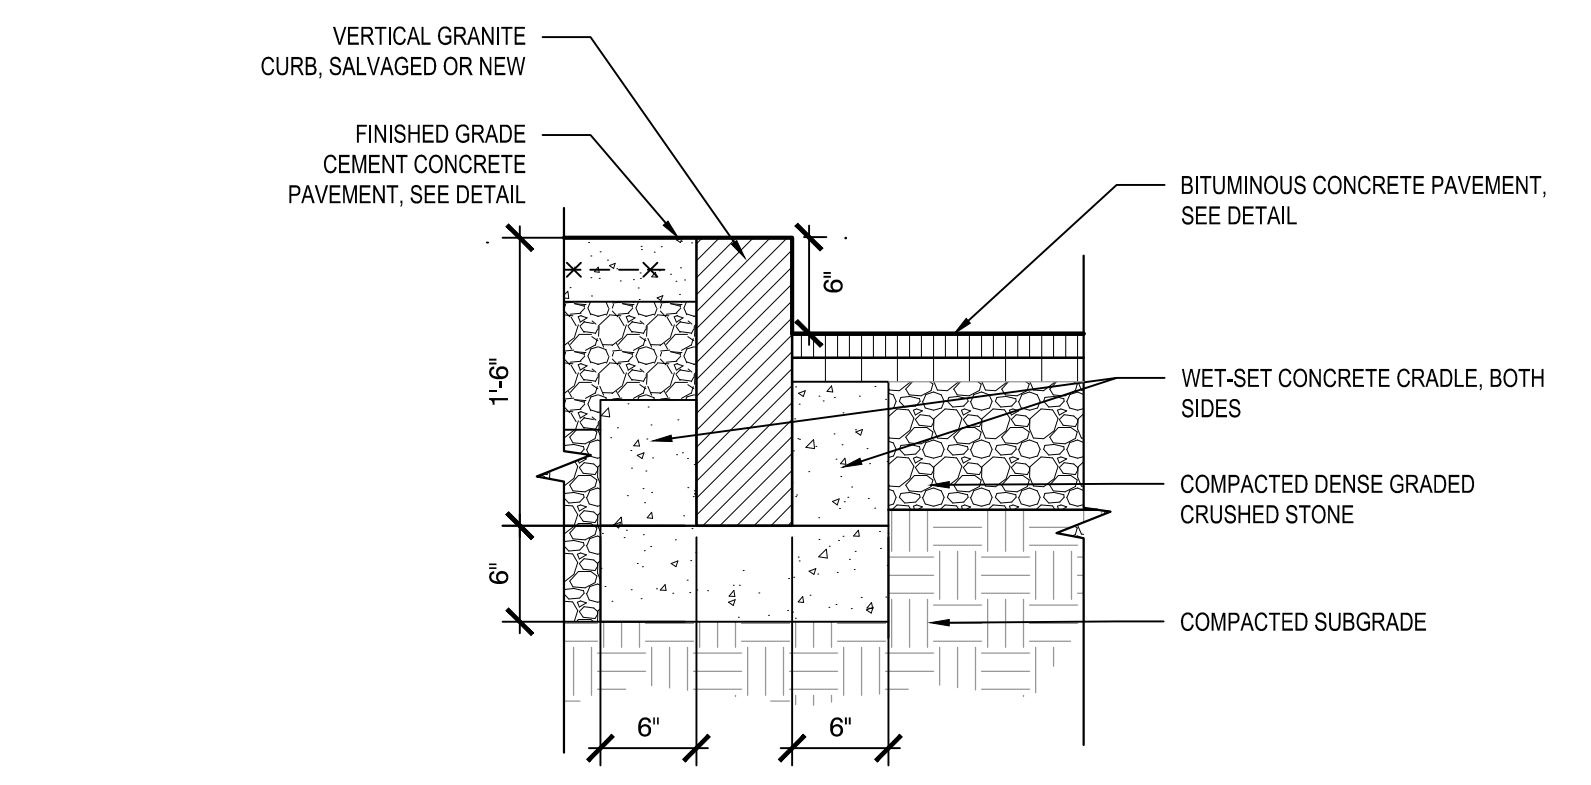 VERTICAL GRANITE
CURB, SALVAGED OR NEW
FINISHED GRADE
CEMENT CONCRETE
PAVEMENT, SEE DETAIL
BITUMINOUS CONCRETE PAVEMENT,
SEE DETAIL
6"
1'-6"
WET-SET CONCRETE CRADLE, BOTH
SIDES
COMPACTED DENSE GRADED
CRUSHED STONE
6"
COMPACTED SUBGRADE
6"
6"